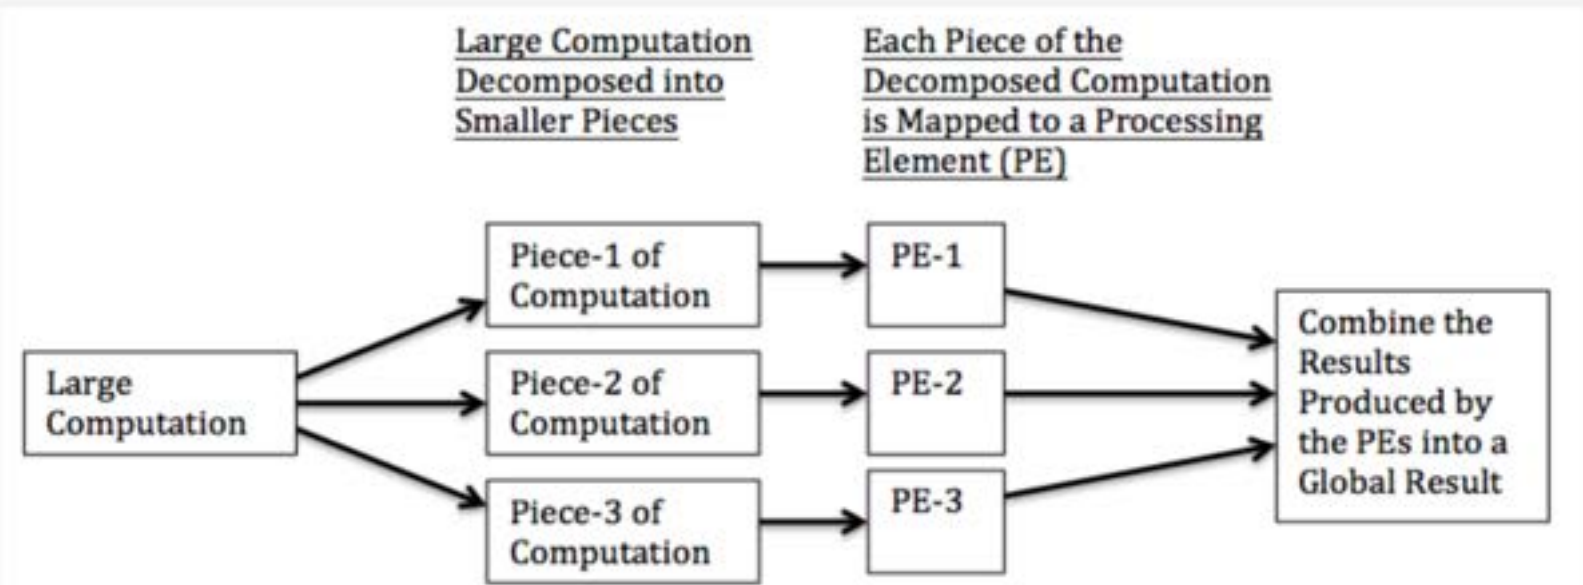 Large Computation
Decomposed into
Smaller Pieces
Each Piece of the
Decomposed Computation
is Mapped to a Processing
Element (PE)
Large
Computation
Piece-1 of
Computation
Piece-2 of
Computation
Piece-3 of
Computation
PE-1
PE-2
PE-3
Combine the
Results
Produced by
the PEs into a
Global Result